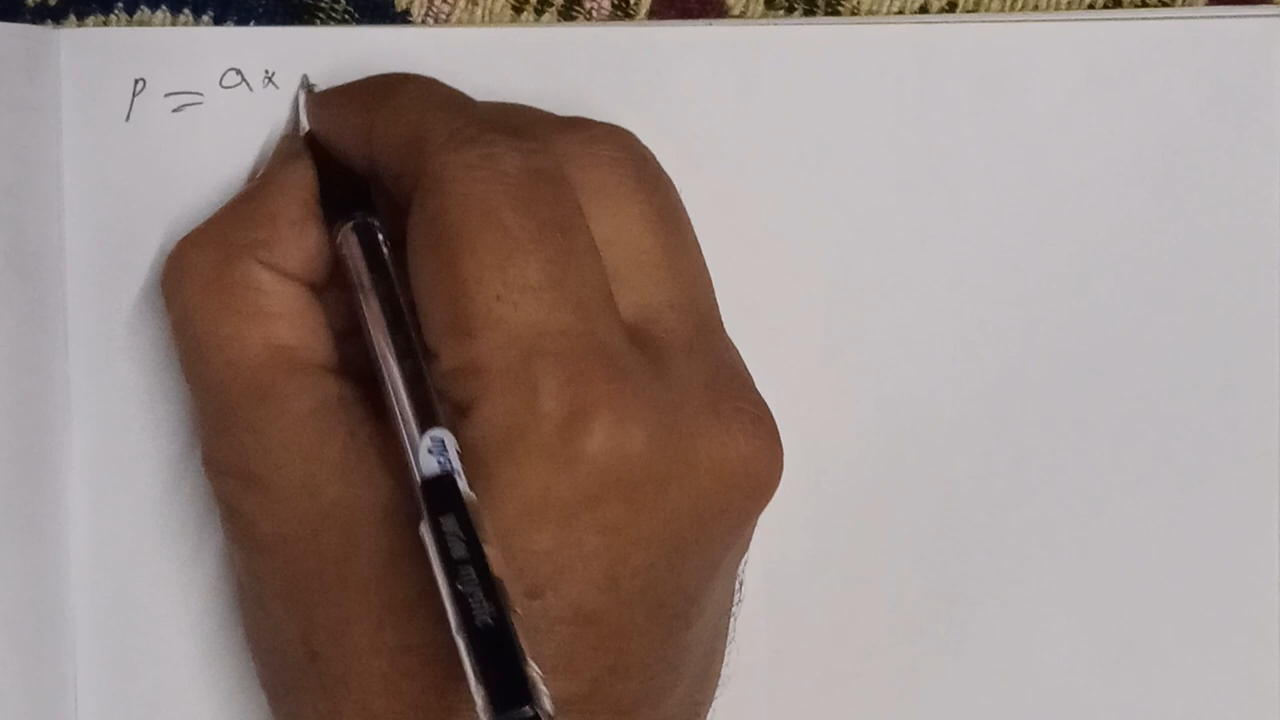 P = ax